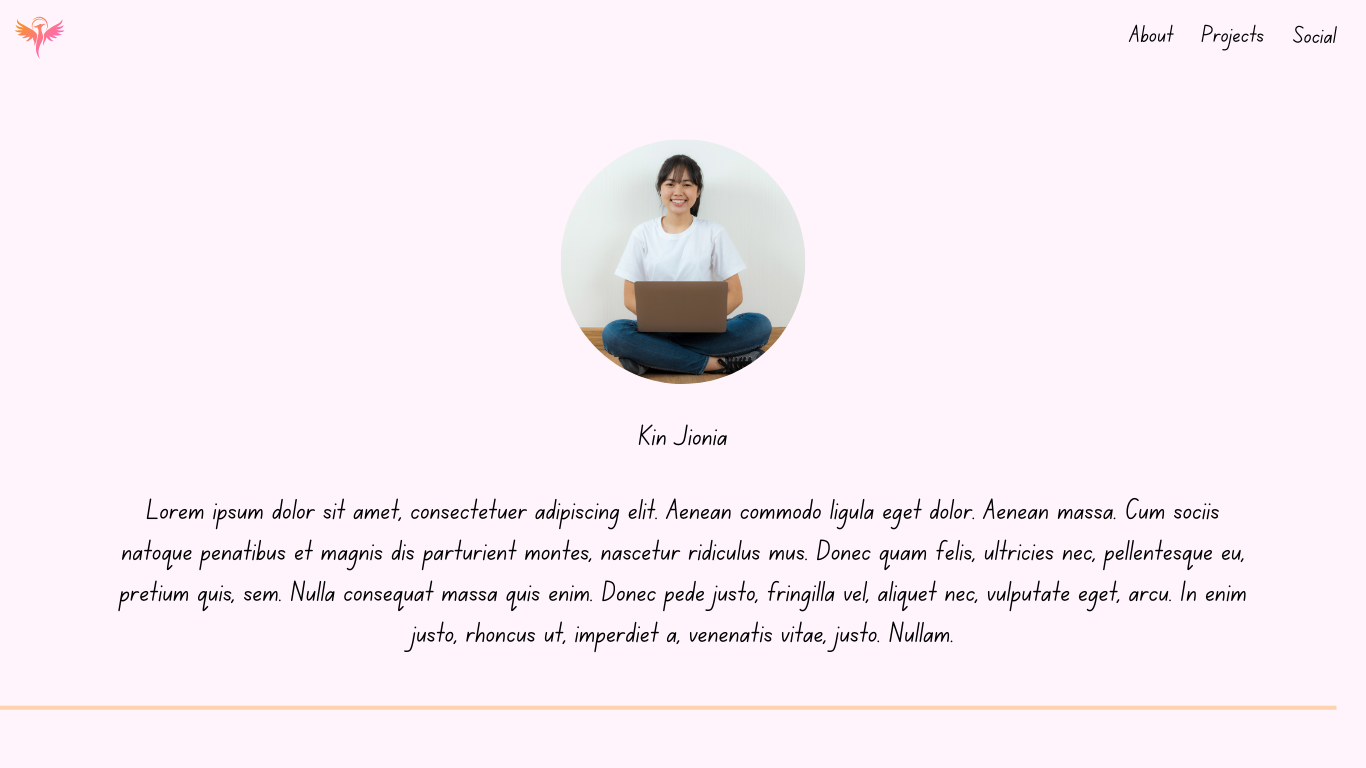 About Projects Social
Kin Jionia
Lorem ipsum dolor sit amet, consectetuer adipiscing elit. Aenean commodo ligula eget dolor. Aenean massa. Cum sociis
natoque penatibus et magnis dis parturient montes, nascetur ridiculus mus. Donec quam felis, ultricies nec, pellentesque eu,
pretium quis, sem. Nulla consequat massa quis enim. Donec pede justo, fringilla vel, aliquet nec, vulputate eget, arcu. In enim
justo, rhoncus ut, imperdiet a, venenatis vitae, justo. Nullam.